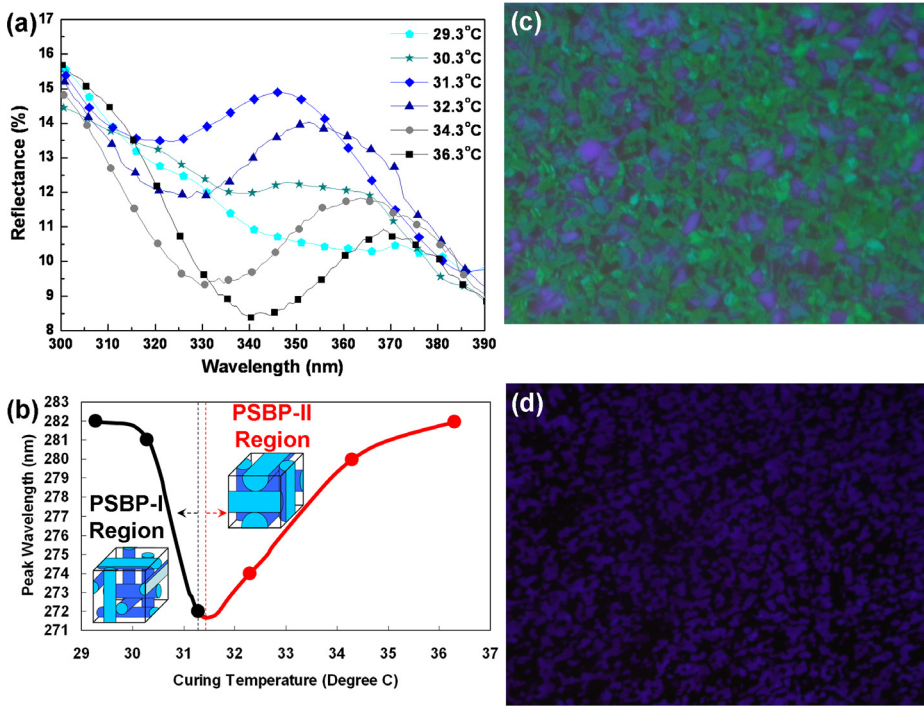 (a)
17
16
15
14
13
12
11
10
9
8
Reflectance (%)
29.3°C
30.3°C
31.3°C
32.3°C
34.3°C
36.3°C
300 310 320 330 340 350 360 370 380 390
Wavelength (nm)
(b)
283
282
281
280
279
278
277
276
275
274
273
272
271
Peak Wavelength (nm)
PSBP-II
Region
PSBP-I
Region
29 30 31 32 33 34 35 36 37
Curing Temperature (Degree C)
(c)
(d)